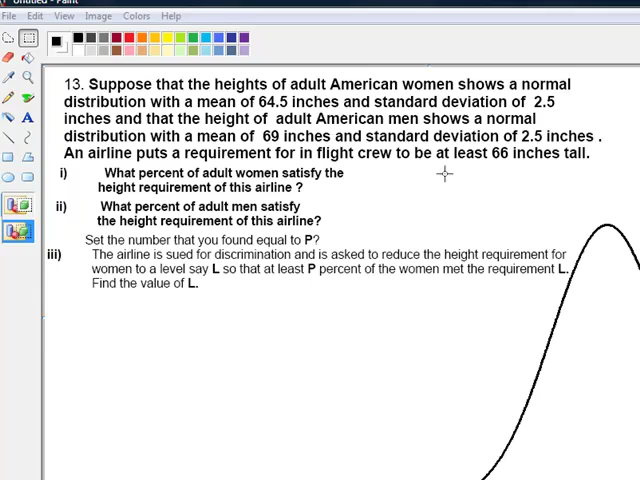 Untitled - Paint
File Edit View Image Colors Help
13. Suppose that the heights of adult American women shows a normal
distribution with a mean of 64.5 inches and standard deviation of 2.5
inches and that the height of adult American men shows a normal
distribution with a mean of 69 inches and standard deviation of 2.5 inches .
An airline puts a requirement for in flight crew to be at least 66 inches tall.
i) What percent of adult women satisfy the
height requirement of this airline ?
ii) What percent of adult men satisfy
the height requirement of this airline?
Set the number that you found equal to P?
iii) The airline is sued for discrimination and is asked to reduce the height requirement for
women to a level say L so that at least P percent of the women met the requirement L.
Find the value of L.